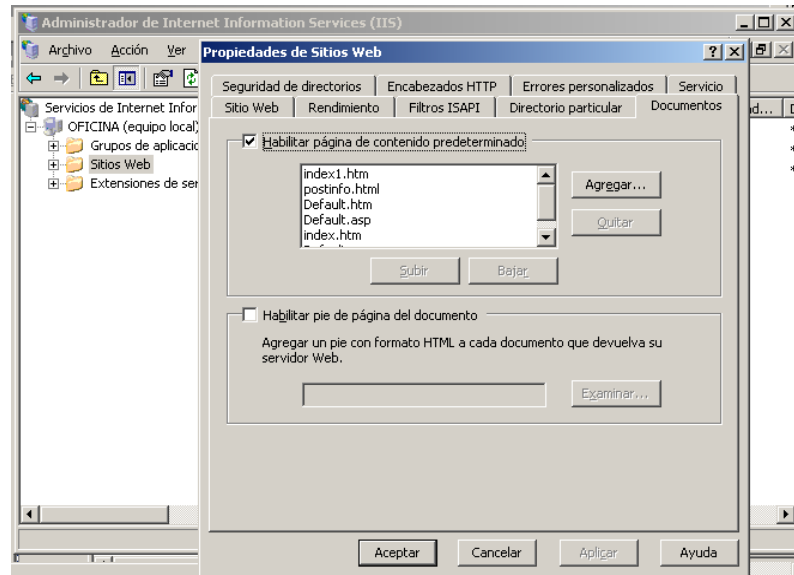 Administrador de Internet Information Services (IIS)
Archivo Acción Ver
Propiedades de Sitios Web
Servicios de Internet Infor
OFICINA (equipo local)
Grupos de aplicacio
Sitios Web
Extensiones de ser
Seguridad de directorios Encabezados HTTP Errores personalizados Servicio
Sitio Web Rendimiento Filtros ISAPI Directorio particular Documentos
Habilitar página de contenido predeterminado
index1.htm
postinfo.html
Default.htm
Default.asp
index.htm
Agregar...
Quitar
Subir Bajar
Habilitar pie de página del documento
Agregar un pie con formato HTML a cada documento que devuelva su
servidor Web.
Examinar...
Aceptar Cancelar Aplicar Ayuda